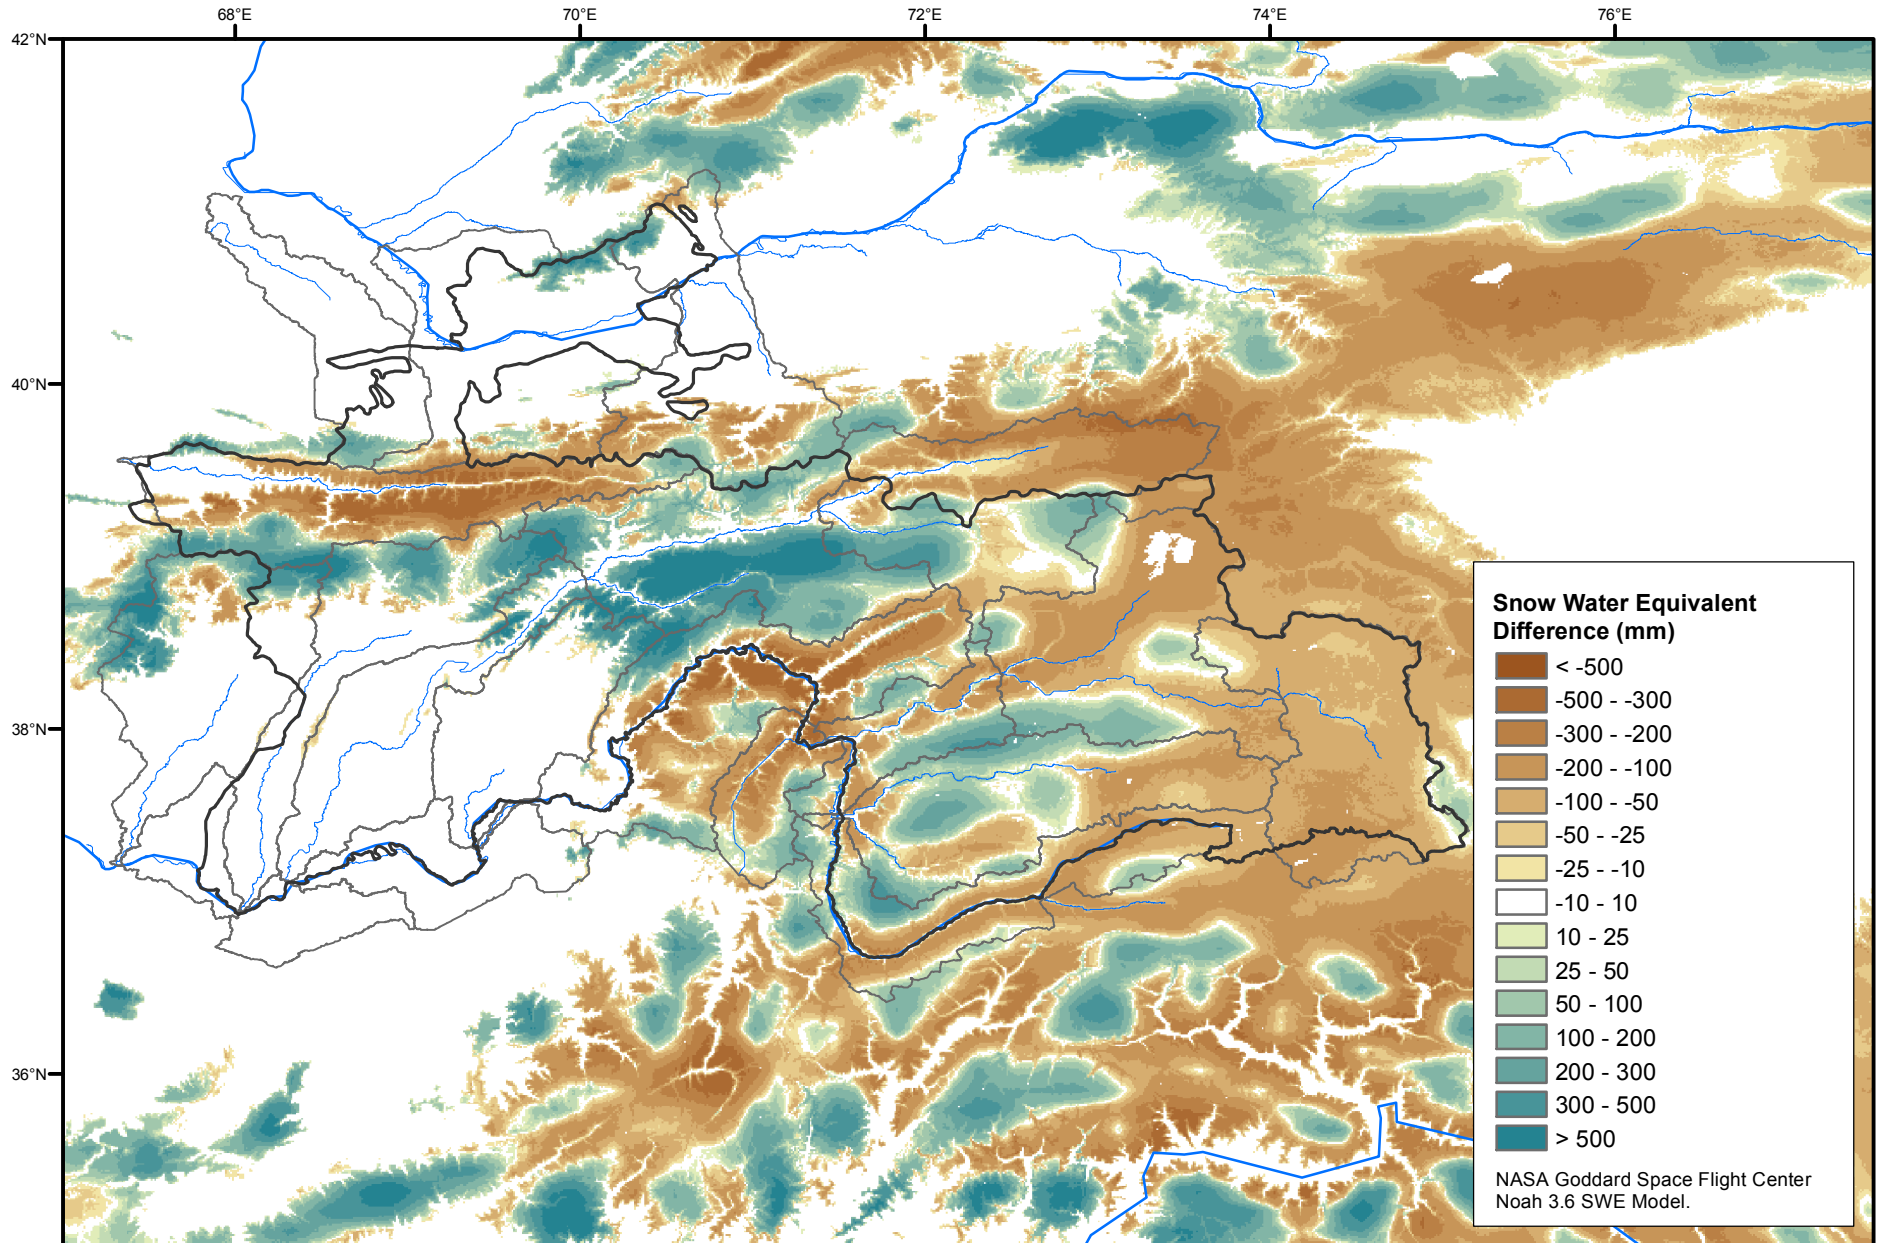 68°E 70°E 72°E 74°E 76°E
42°N
40°N
38°N
36°N
Snow Water Equivalent
Difference (mm)
< -500
-500 - -300
-300 - -200
-200 - -100
-100 - -50
-50 - -25
-25 - -10
-10 - 10
10 - 25
25 - 50
50 - 100
100 - 200
200 - 300
300 - 500
> 500
NASA Goddard Space Flight Center
Noah 3.6 SWE Model.